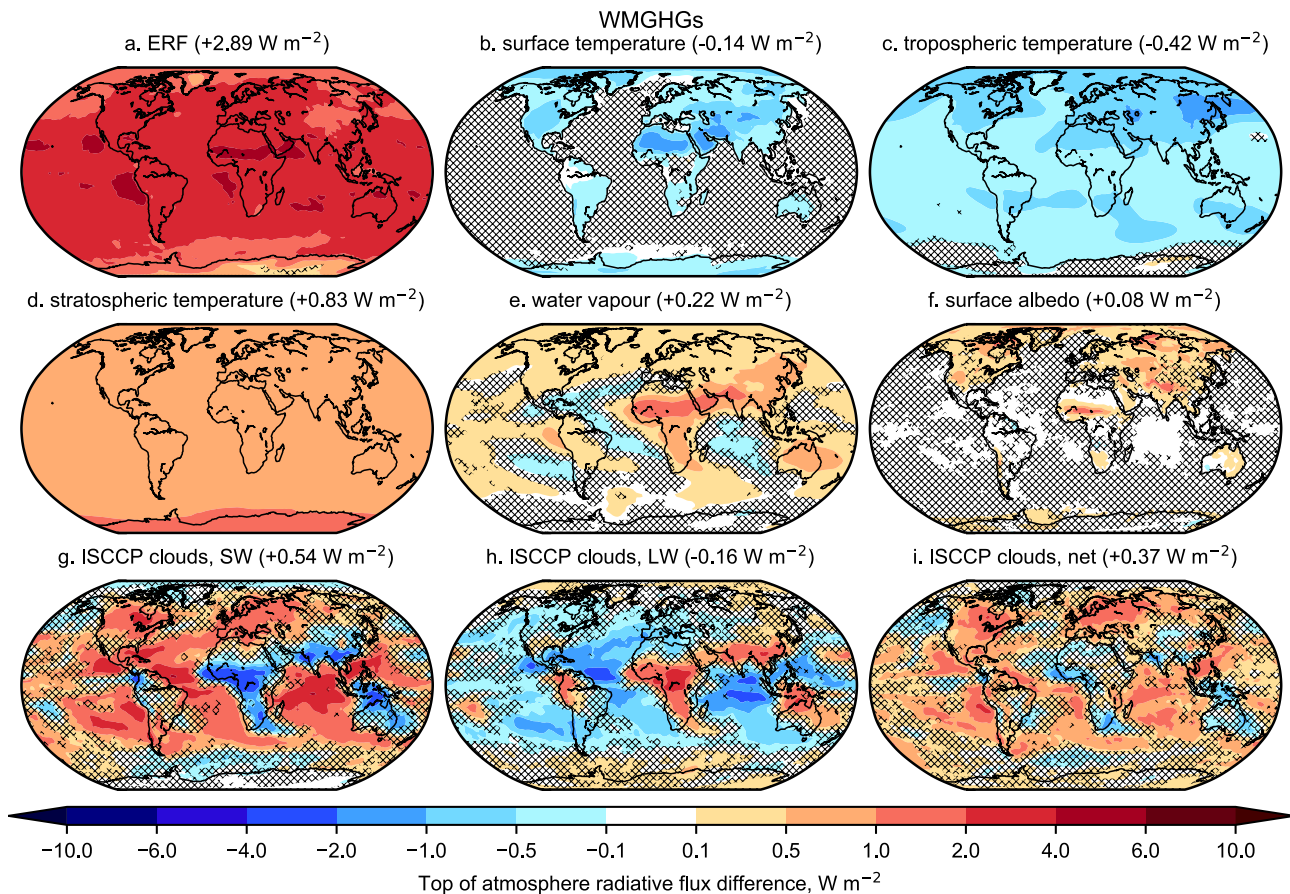 WMGHGs
a. ERF (+2.89 W m⁻²)
b. surface temperature (-0.14 W m⁻²)
c. tropospheric temperature (-0.42 W m⁻²)
d. stratospheric temperature (+0.83 W m⁻²)
e. water vapour (+0.22 W m⁻²)
f. surface albedo (+0.08 W m⁻²)
g. ISCCP clouds, SW (+0.54 W m⁻²)
h. ISCCP clouds, LW (-0.16 W m⁻²)
i. ISCCP clouds, net (+0.37 W m⁻²)
−10.0 −6.0 −4.0 −2.0 −1.0 −0.5 −0.1 0.1 0.5 1.0 2.0 4.0 6.0 10.0
Top of atmosphere radiative flux difference, W m⁻²